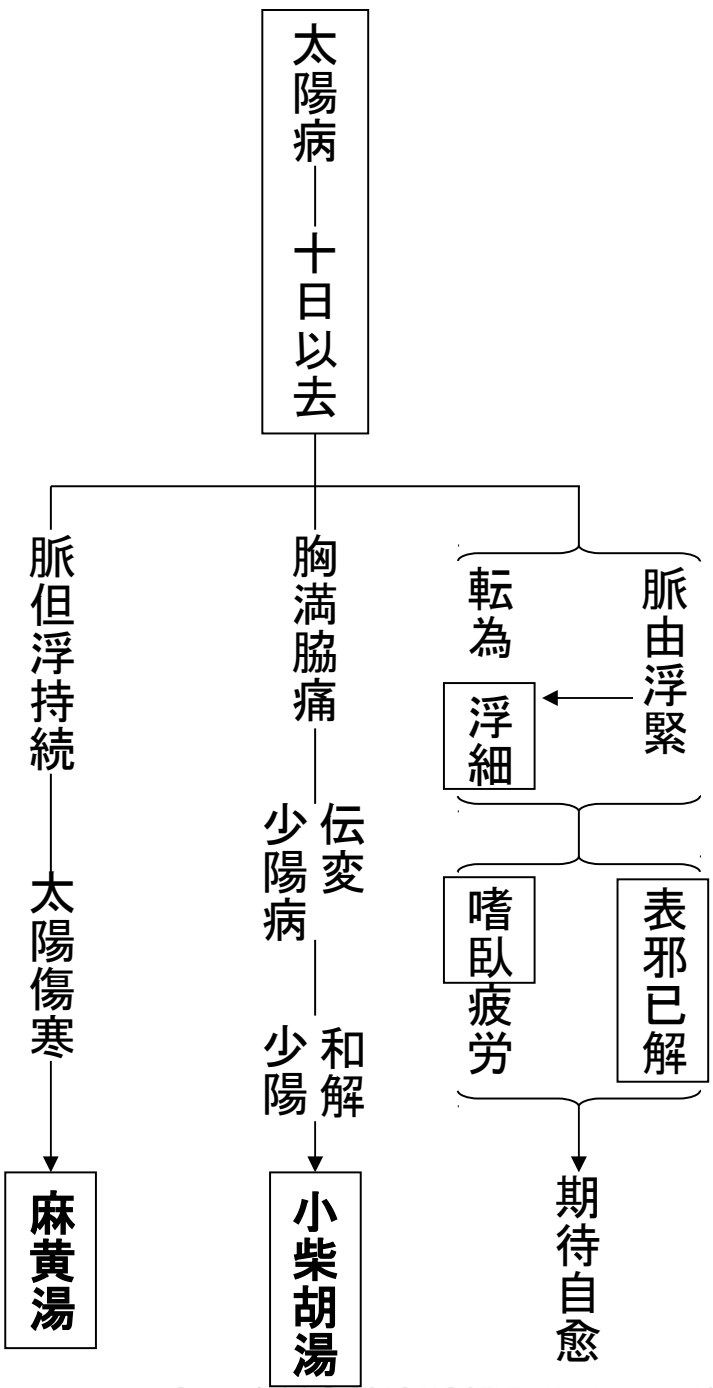 太陽病
十日以去
脈由浮緊
転為
浮細
表邪已解
嗜臥疲労
期待自愈
胸満脇痛
伝変
少陽病
和解
少陽
小柴胡湯
脈但浮持続
太陽傷寒
麻黄湯